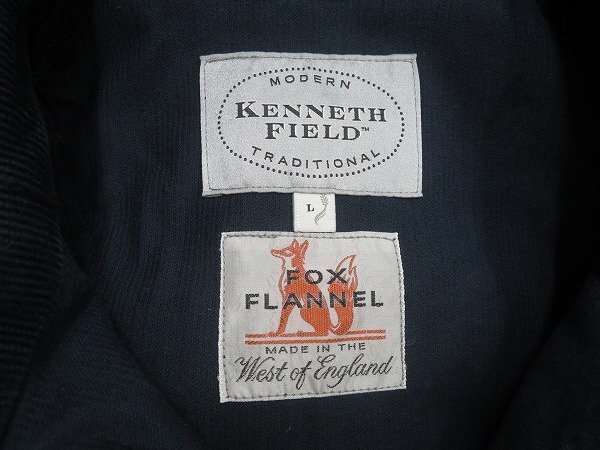 MODERN
KENNETH
FIELD™
TRADITIONAL
L
FOX
FLANNEL
MADE IN THE
West of England